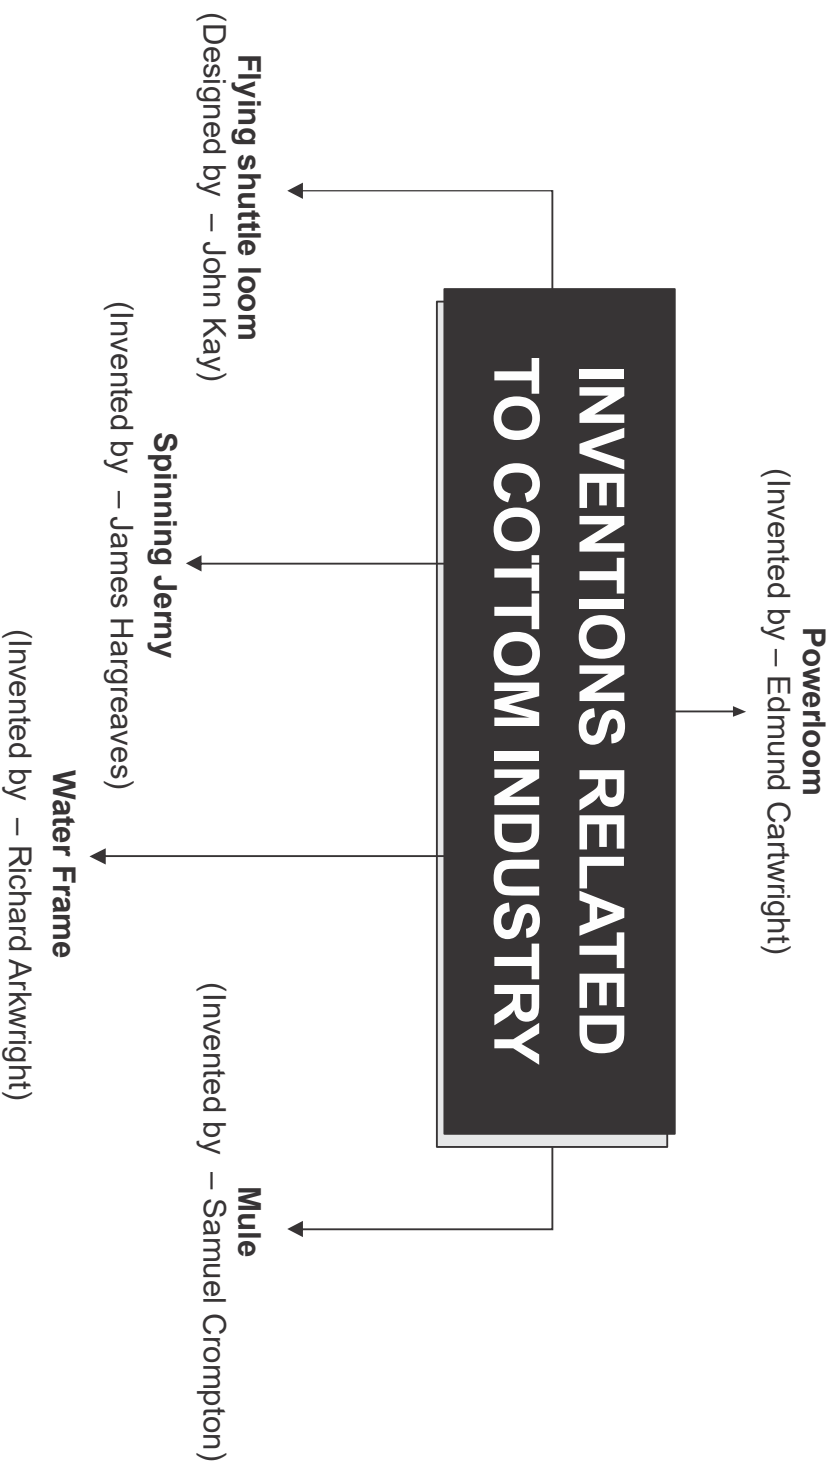 Powerloom
(Invented by – Edmund Cartwright)
INVENTIONS RELATED
TO COTTOM INDUSTRY
Flying shuttle loom
(Designed by – John Kay)
Spinning Jerny
(Invented by – James Hargreaves)
Water Frame
(Invented by – Richard Arkwright)
Mule
(Invented by – Samuel Crompton)